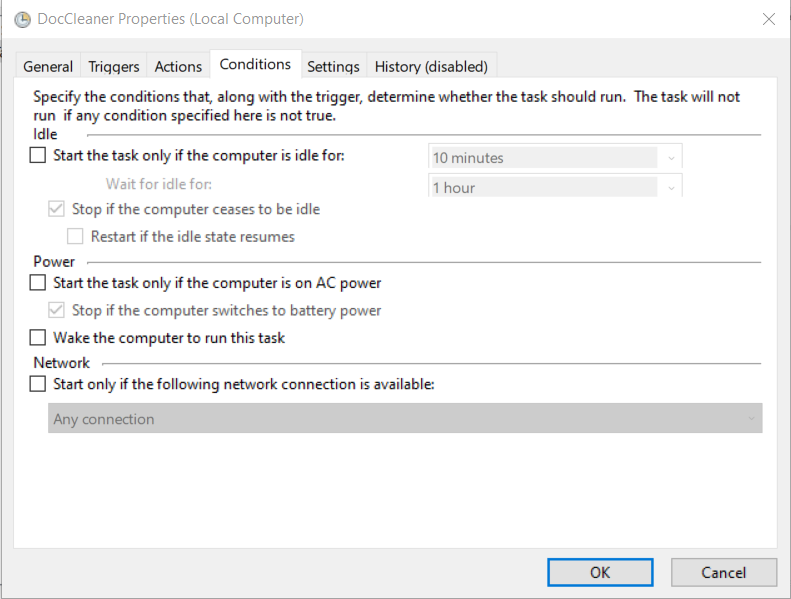 DocCleaner Properties (Local Computer)
General Triggers Actions Conditions Settings History (disabled)
Specify the conditions that, along with the trigger, determine whether the task should run. The task will not
run if any condition specified here is not true.
Idle
Start the task only if the computer is idle for: 10 minutes
Wait for idle for: 1 hour
Stop if the computer ceases to be idle
Restart if the idle state resumes
Power
Start the task only if the computer is on AC power
Stop if the computer switches to battery power
Wake the computer to run this task
Network
Start only if the following network connection is available:
Any connection
OK Cancel